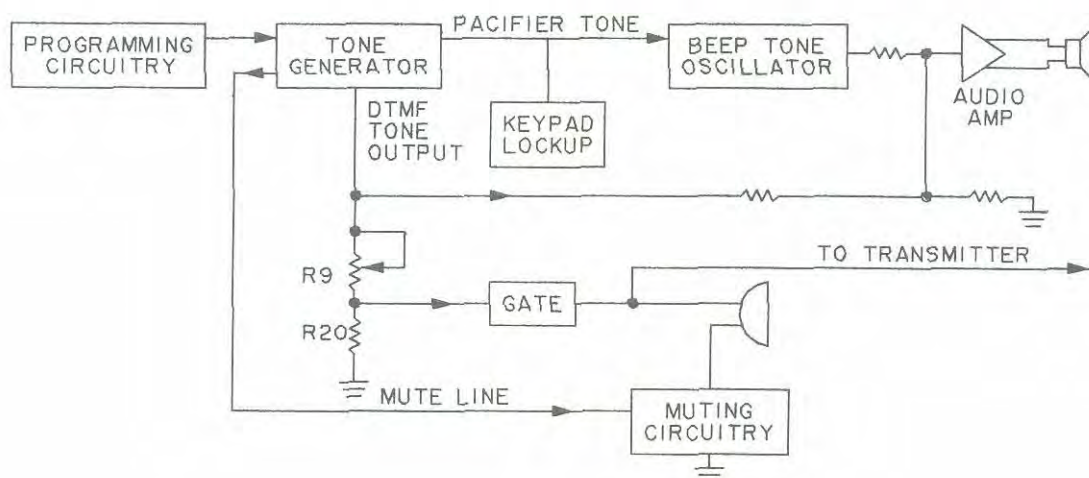 PROGRAMMING
CIRCUITRY
TONE
GENERATOR
PACIFIER TONE
BEEP TONE
OSCILLATOR
AUDIO
AMP
DTMF
TONE
OUTPUT
KEYPAD
LOCKUP
TO TRANSMITTER
R9
GATE
R20
MUTE LINE
MUTING
CIRCUITRY